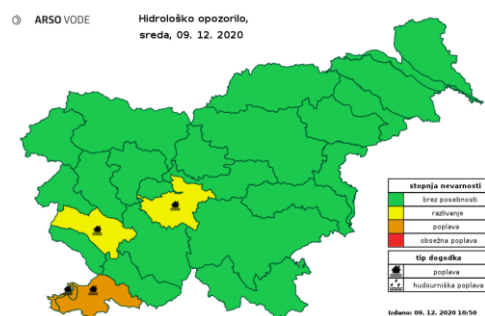 ARSO VODE
Hidrološko opozorilo,
sreda, 09. 12. 2020
stopnja nevarnosti
brez posebnosti
razlivanje
poplava
obsežna poplava
tip dogodka
poplava
hudourniška poplava
Izdano: 09. 12. 2020 10:50